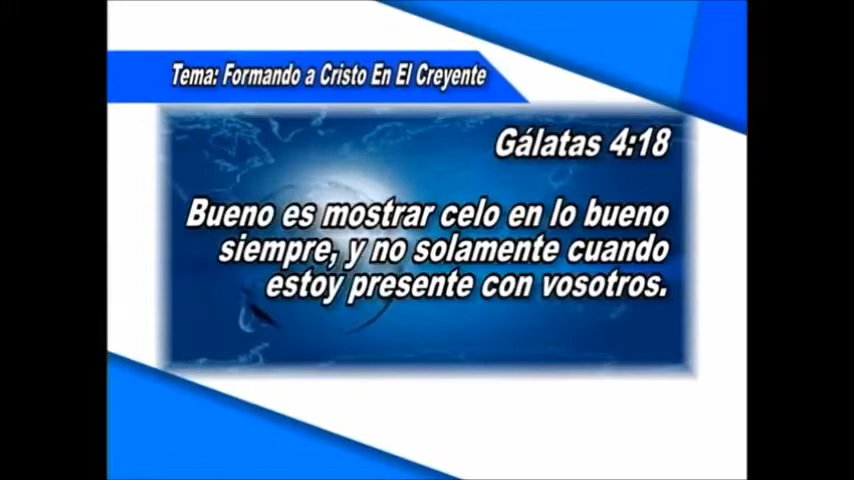 Tema: Formando a Cristo En El Creyente
Gálatas 4:18
Bueno es mostrar celo en lo bueno
siempre, y no solamente cuando
estoy presente con vosotros.